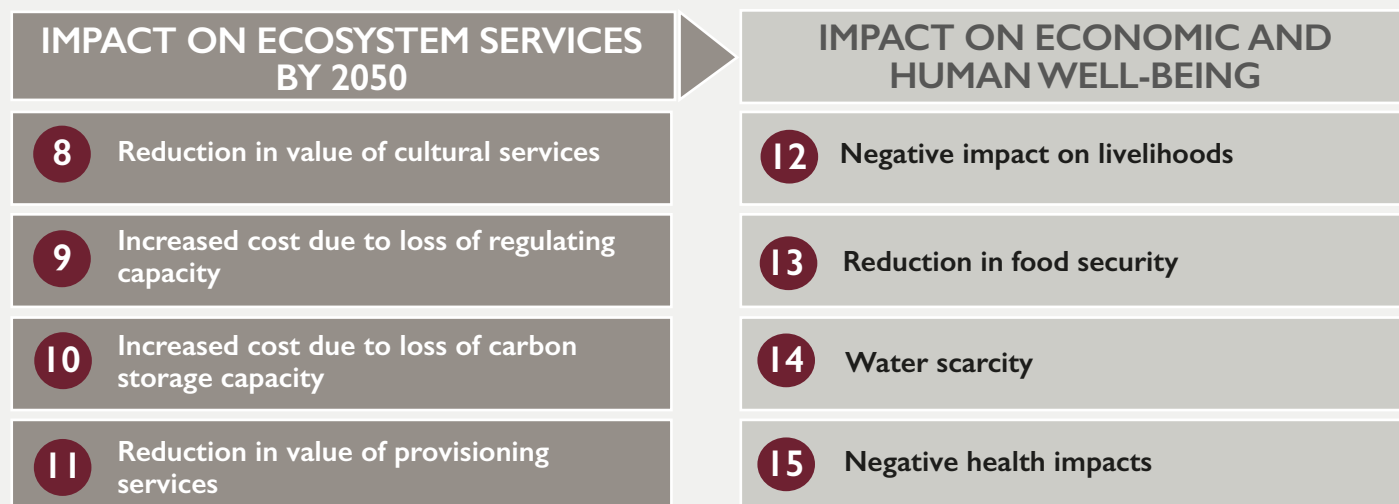 IMPACT ON ECOSYSTEM SERVICES
BY 2050
8 Reduction in value of cultural services
9 Increased cost due to loss of regulating
capacity
10 Increased cost due to loss of carbon
storage capacity
11 Reduction in value of provisioning
services
IMPACT ON ECONOMIC AND
HUMAN WELL-BEING
12 Negative impact on livelihoods
13 Reduction in food security
14 Water scarcity
15 Negative health impacts